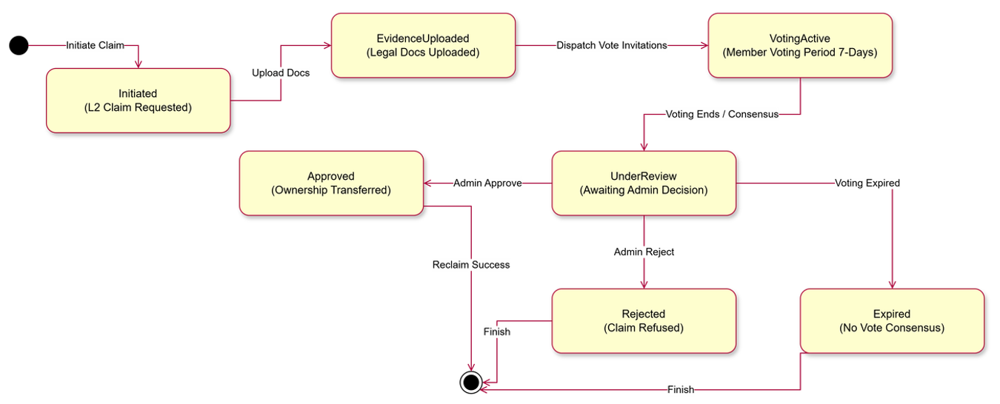 Initiate Claim
Initiated
(L2 Claim Requested)
Upload Docs
EvidenceUploaded
(Legal Docs Uploaded)
Dispatch Vote Invitations
VotingActive
(Member Voting Period 7-Days)
Voting Ends / Consensus
UnderReview
(Awaiting Admin Decision)
Admin Approve
Approved
(Ownership Transferred)
Voting Expired
Admin Reject
Reclaim Success
Rejected
(Claim Refused)
Expired
(No Vote Consensus)
Finish
Finish